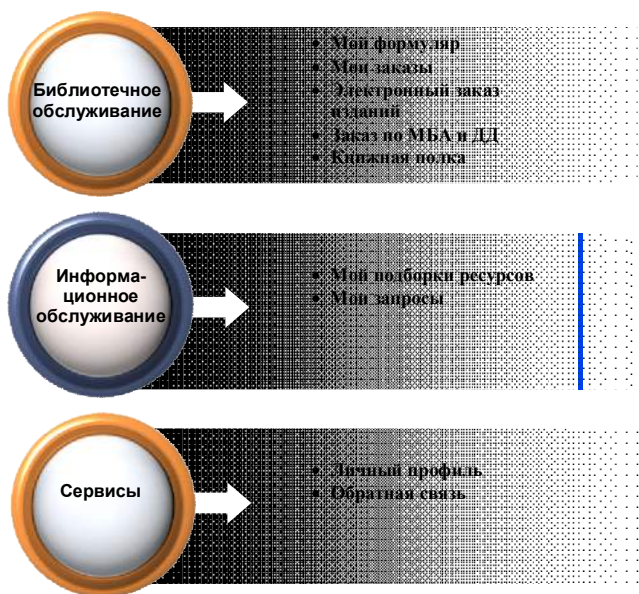 Библиотечное
обслуживание
• Мой формуляр
• Мои заказы
• Электронный заказ
изданий
• Заказ по МБА и ДД
• Книжная полка
Информа-
ционное
обслуживание
• Мой подборки ресурсов
• Мои запросы
Сервисы
• Личный профиль
• Обратная связь